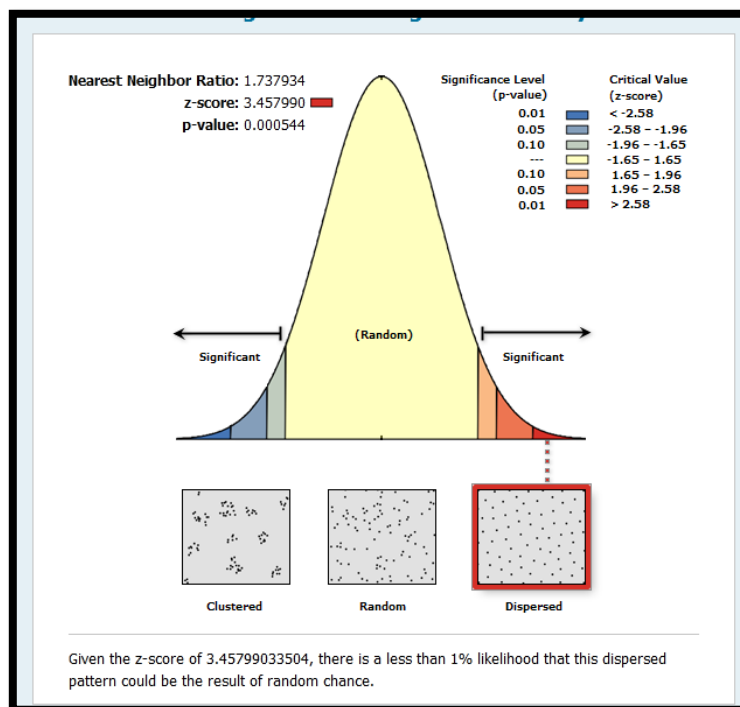 Nearest Neighbor Ratio: 1.737934
z-score: 3.457990
p-value: 0.000544
Significance Level
(p-value)
Critical Value
(z-score)
0.01 < -2.58
0.05 -2.58 – -1.96
0.10 -1.96 – -1.65
--- -1.65 – 1.65
0.10 1.65 – 1.96
0.05 1.96 – 2.58
0.01 > 2.58
(Random)
Significant
Significant
Clustered
Random
Dispersed
Given the z-score of 3.45799033504, there is a less than 1% likelihood that this dispersed
pattern could be the result of random chance.